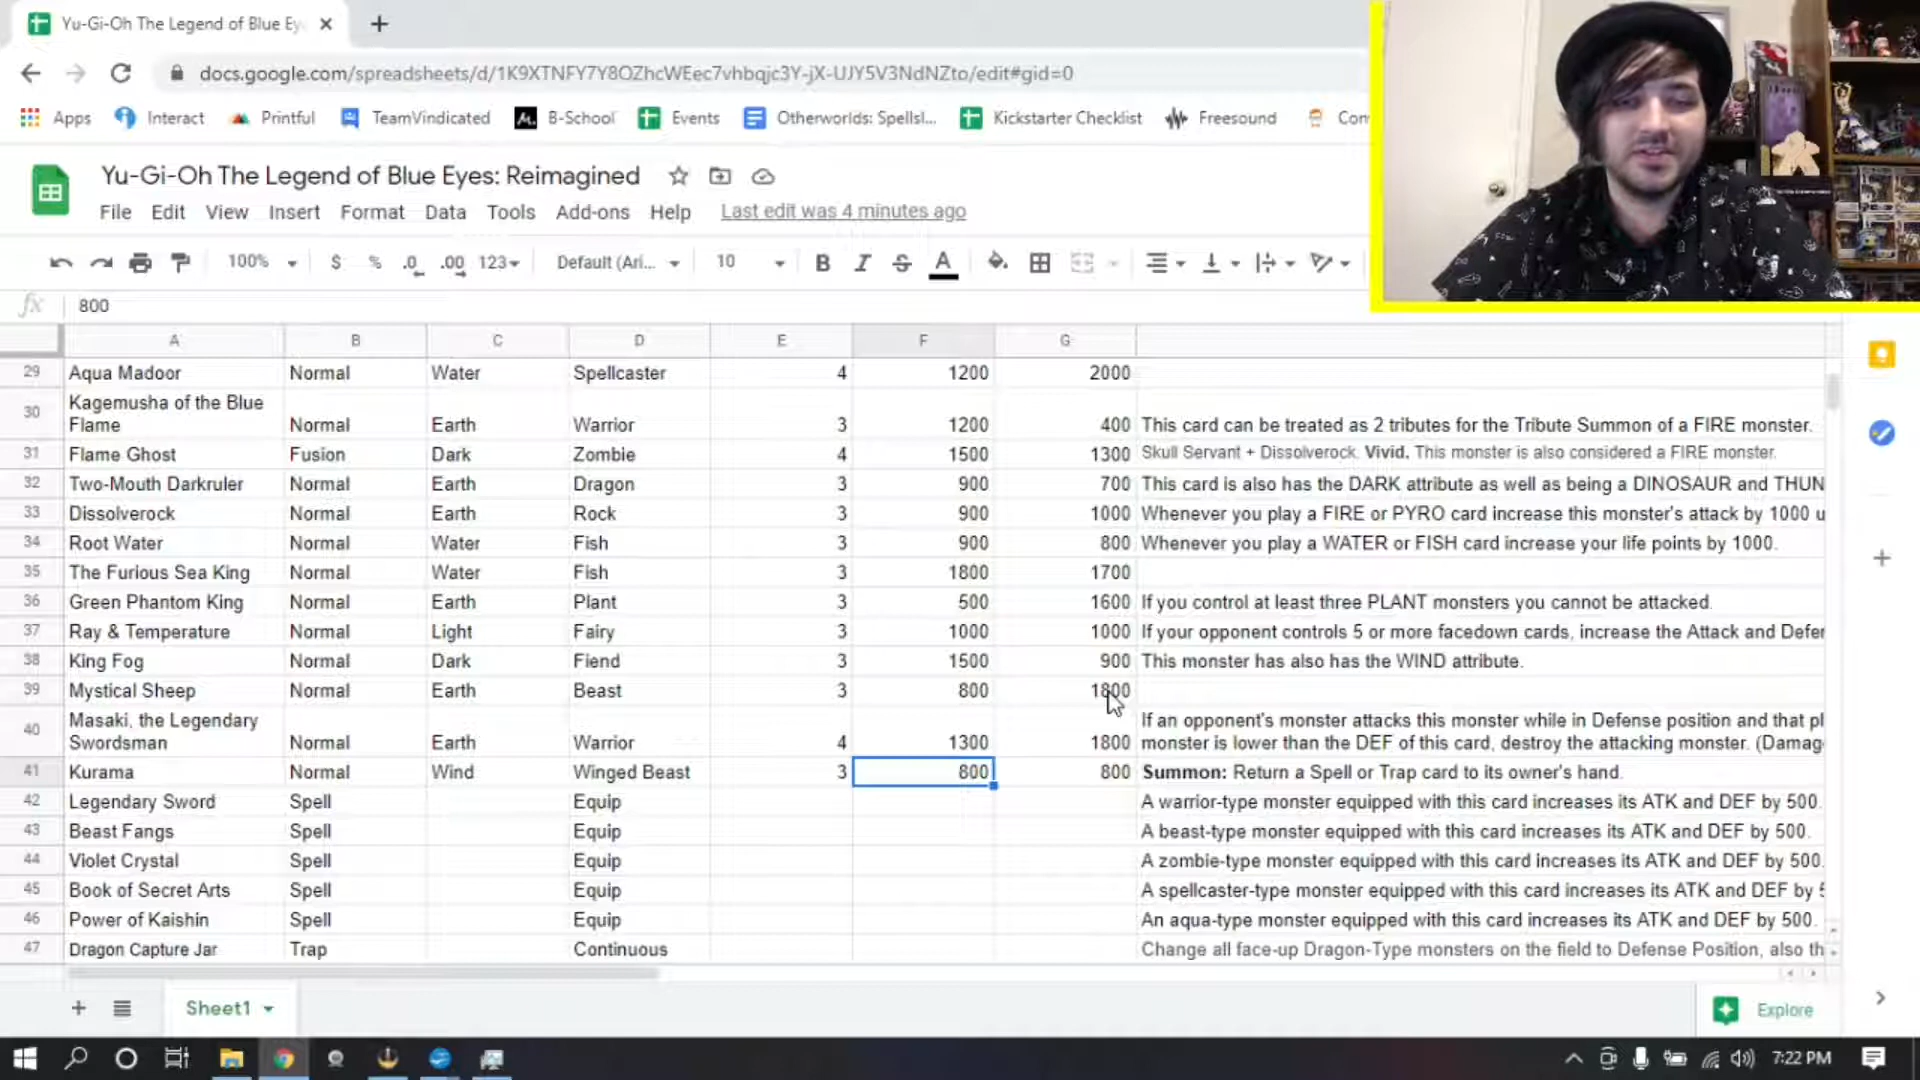 Yu-Gi-Oh The Legend of Blue Ey
docs.google.com/spreadsheets/d/1K9XTNFY7Y8OZhcWEec7vhbqjc3Y-jX-UJY5V3NdNZto/edit#gid=0
Apps Interact Printful TeamVindicated B-School Events Otherworlds: Spellsl... Kickstarter Checklist Freesound Con
Yu-Gi-Oh The Legend of Blue Eyes: Reimagined
File Edit View Insert Format Data Tools Add-ons Help Last edit was 4 minutes ago
100% $ % .0 .00 123 Default (Ari... 10 B I S A
fx 800
A B C D E F G
29 Aqua Madoor Normal Water Spellcaster 4 1200 2000
Kagemusha of the Blue
30 Flame Normal Earth Warrior 3 1200 400 This card can be treated as 2 tributes for the Tribute Summon of a FIRE monster.
31 Flame Ghost Fusion Dark Zombie 4 1500 1300 Skull Servant + Dissolverock. Vivid. This monster is also considered a FIRE monster.
32 Two-Mouth Darkruler Normal Earth Dragon 3 900 700 This card is also has the DARK attribute as well as being a DINOSAUR and THUN
33 Dissolverock Normal Earth Rock 3 900 1000 Whenever you play a FIRE or PYRO card increase this monster's attack by 1000 u
34 Root Water Normal Water Fish 3 900 800 Whenever you play a WATER or FISH card increase your life points by 1000.
35 The Furious Sea King Normal Water Fish 3 1800 1700
36 Green Phantom King Normal Earth Plant 3 500 1600 If you control at least three PLANT monsters you cannot be attacked.
37 Ray & Temperature Normal Light Fairy 3 1000 1000 If your opponent controls 5 or more facedown cards, increase the Attack and Defer
38 King Fog Normal Dark Fiend 3 1500 900 This monster has also has the WIND attribute.
39 Mystical Sheep Normal Earth Beast 3 800 1800
Masaki, the Legendary If an opponent's monster attacks this monster while in Defense position and that pl
40 Swordsman Normal Earth Warrior 4 1300 1800 monster is lower than the DEF of this card, destroy the attacking monster. (Damag
41 Kurama Normal Wind Winged Beast 3 800 800 Summon: Return a Spell or Trap card to its owner's hand.
42 Legendary Sword Spell Equip A warrior-type monster equipped with this card increases its ATK and DEF by 500.
43 Beast Fangs Spell Equip A beast-type monster equipped with this card increases its ATK and DEF by 500.
44 Violet Crystal Spell Equip A zombie-type monster equipped with this card increases its ATK and DEF by 500.
45 Book of Secret Arts Spell Equip A spellcaster-type monster equipped with this card increases its ATK and DEF by 5
46 Power of Kaishin Spell Equip An aqua-type monster equipped with this card increases its ATK and DEF by 500.
47 Dragon Capture Jar Trap Continuous Change all face-up Dragon-Type monsters on the field to Defense Position, also th
Sheet1 Explore
7:22 PM